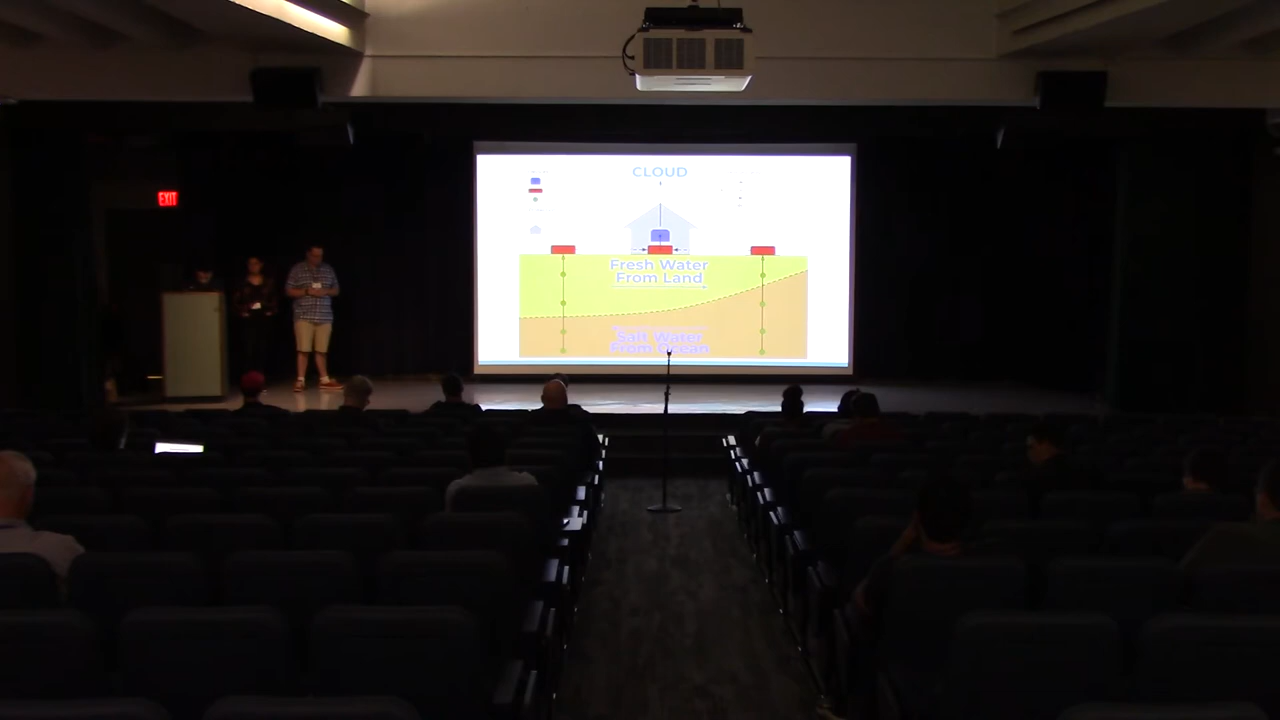 EXIT
CLOUD
Fresh Water
From Land
Salt Water
From Ocean